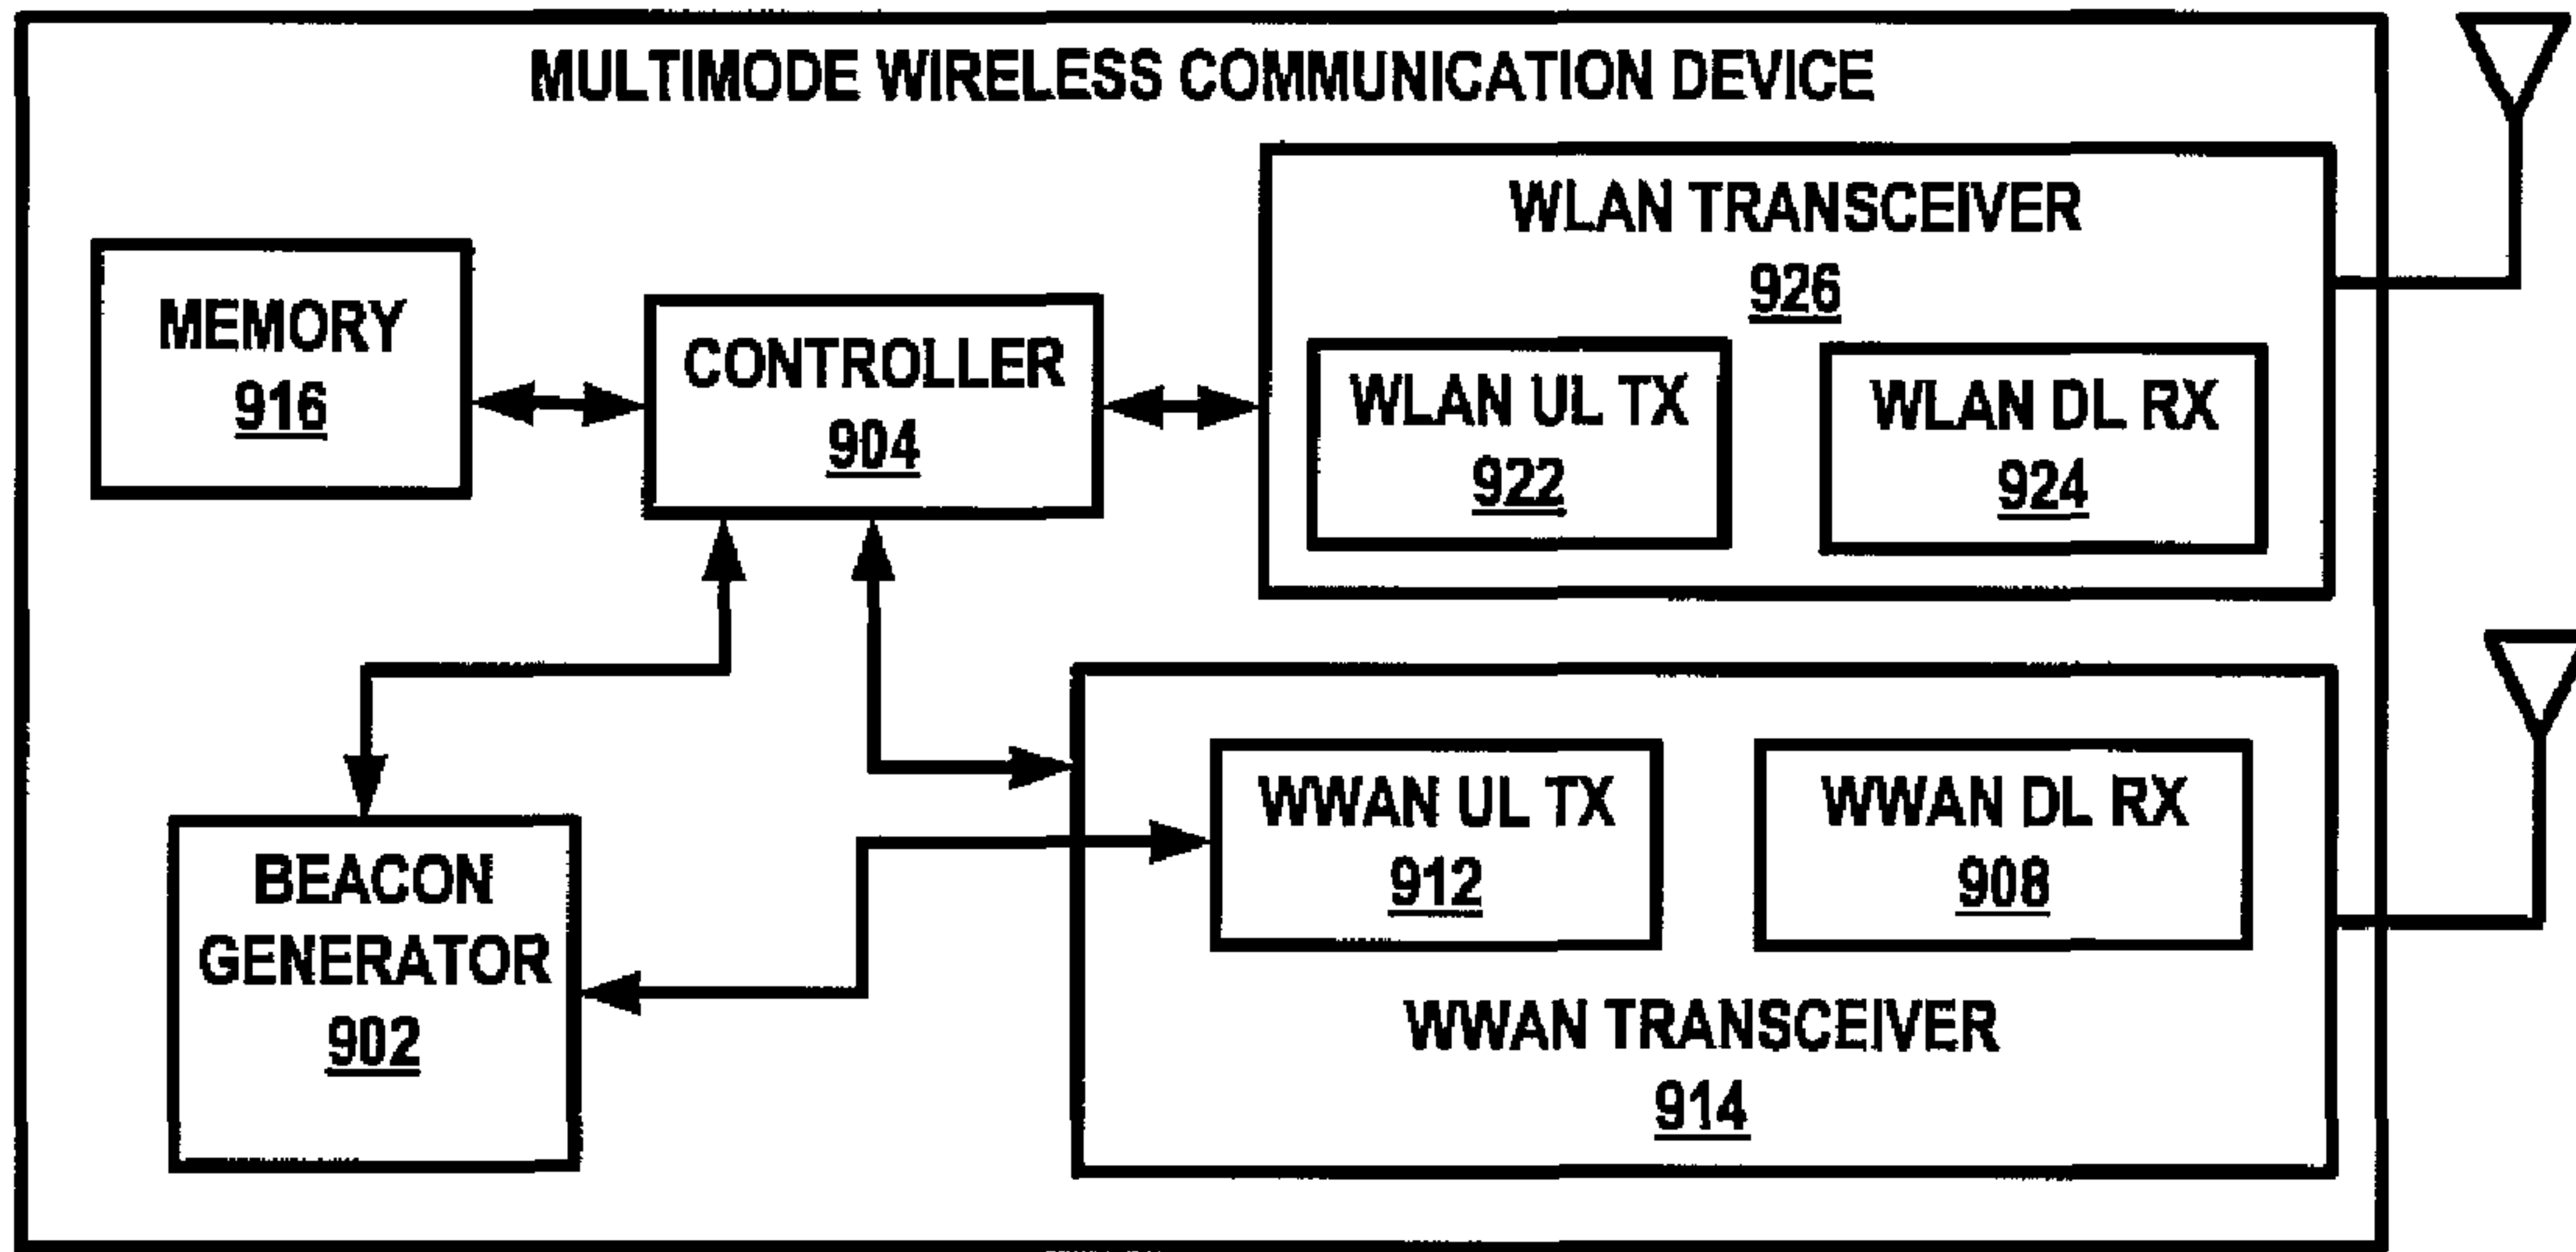 MULTIMODE WIRELESS COMMUNICATION DEVICE
WLAN TRANSCEIVER
926
MEMORY
916
CONTROLLER
904
WLAN UL TX
922
WLAN DL RX
924
BEACON
GENERATOR
902
WWAN UL TX
912
WWAN DL RX
908
WWAN TRANSCEIVER
914